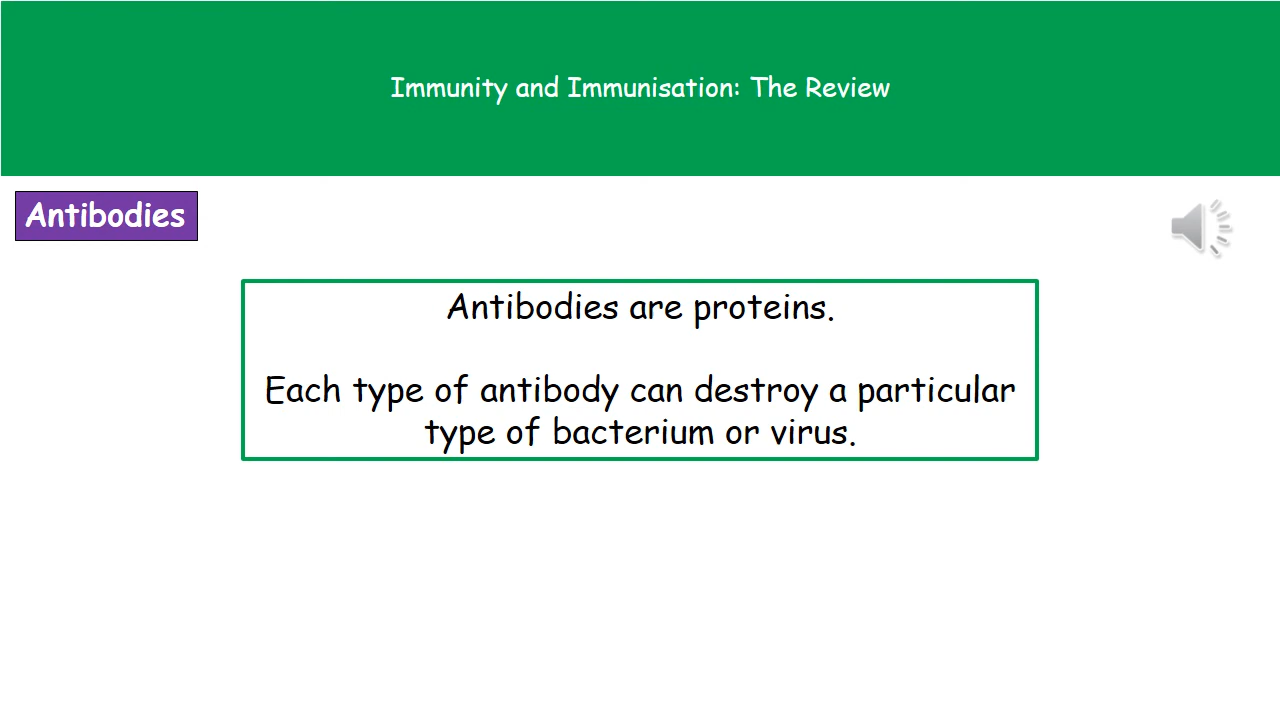 Immunity and Immunisation: The Review
Antibodies
Antibodies are proteins.
Each type of antibody can destroy a particular
type of bacterium or virus.